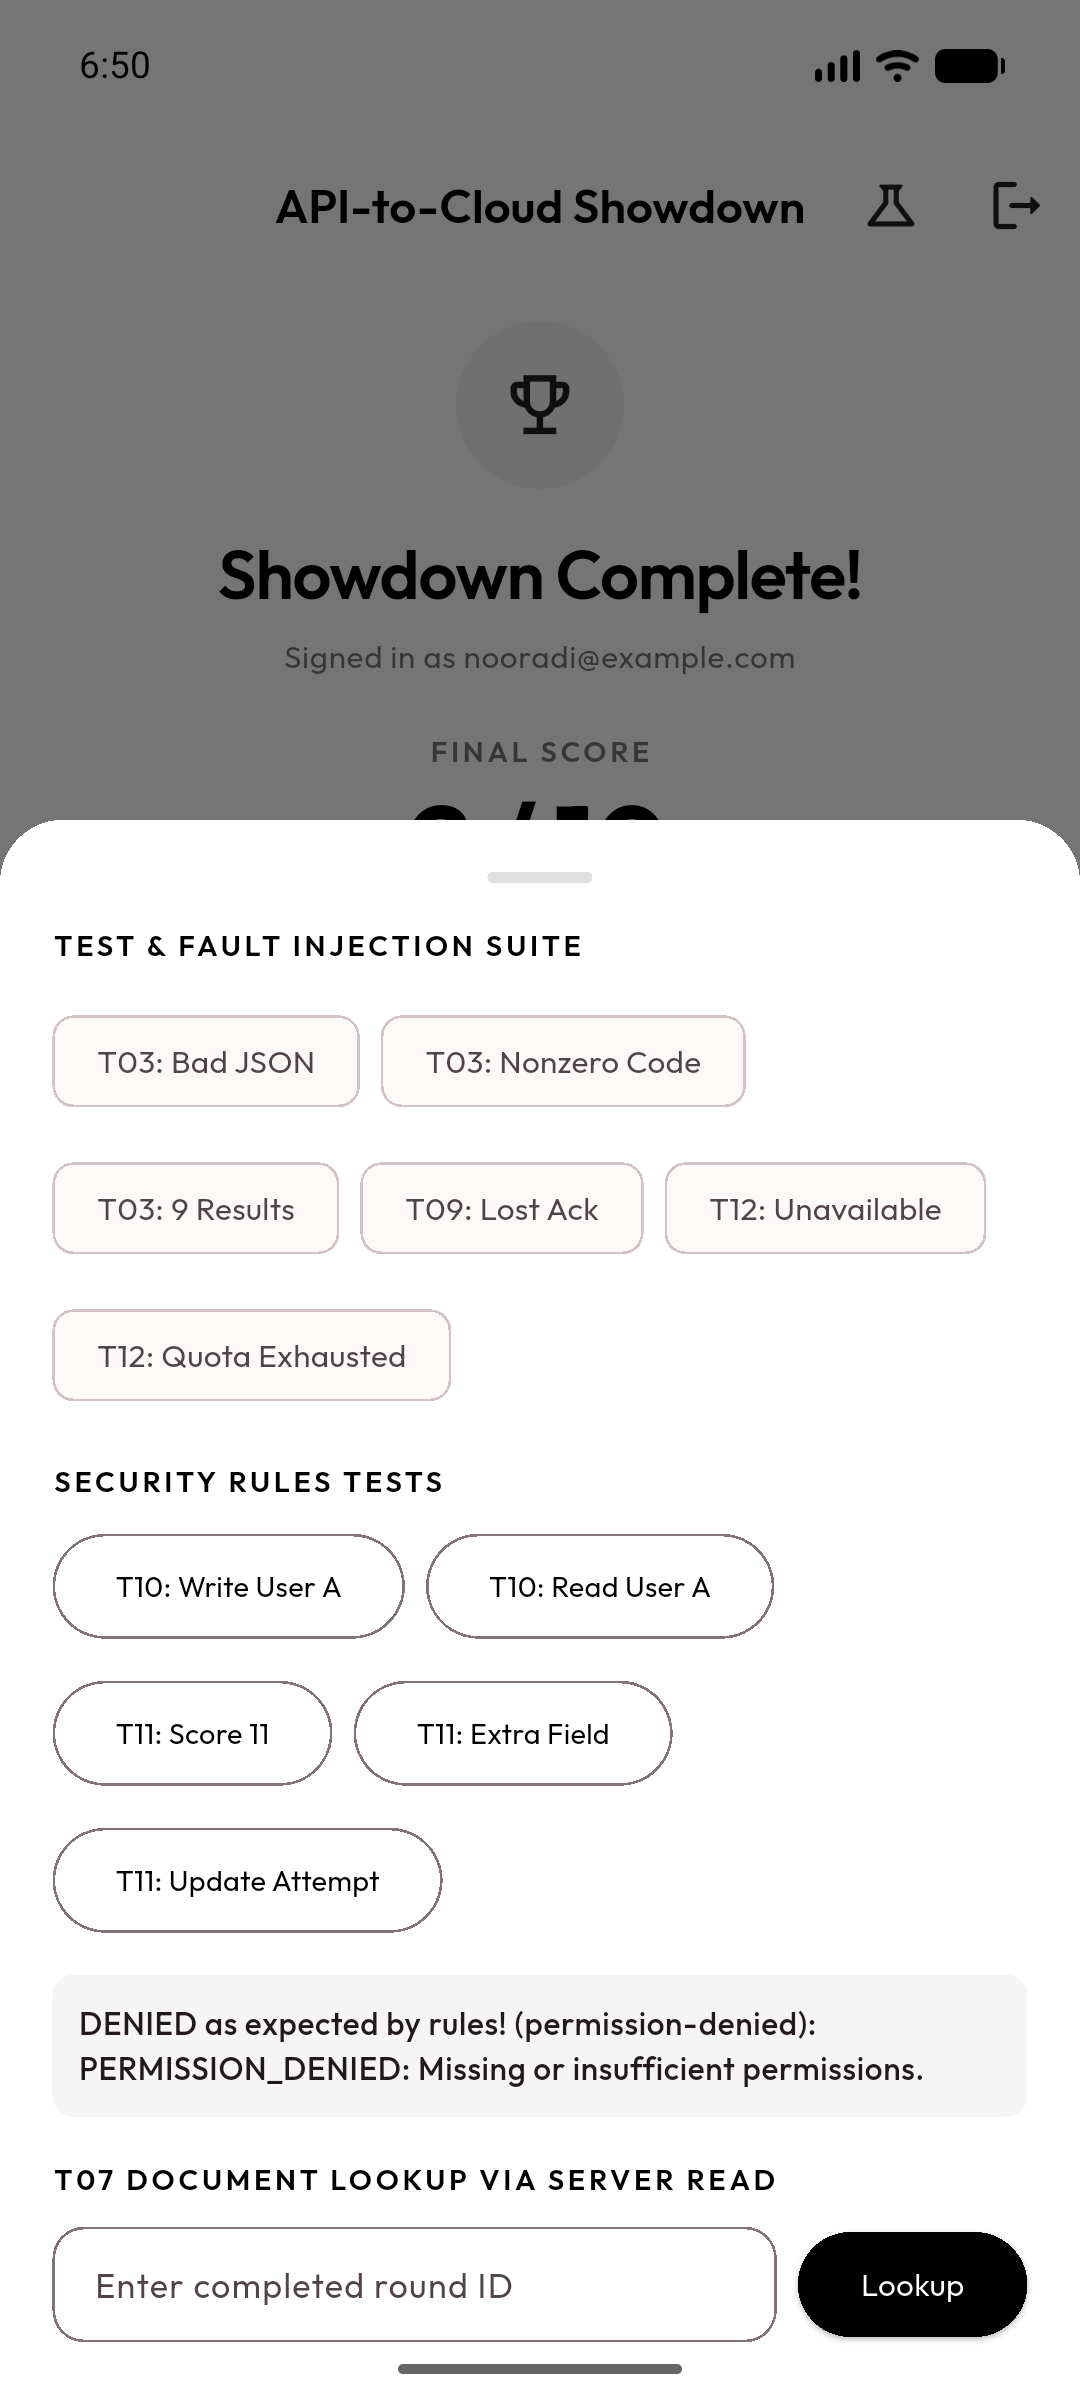 6:50
API-to-Cloud Showdown
Showdown Complete!
Signed in as nooradi@example.com
FINAL SCORE
TEST & FAULT INJECTION SUITE
T03: Bad JSON
T03: Nonzero Code
T03: 9 Results
T09: Lost Ack
T12: Unavailable
T12: Quota Exhausted
SECURITY RULES TESTS
T10: Write User A
T10: Read User A
T11: Score 11
T11: Extra Field
T11: Update Attempt
DENIED as expected by rules! (permission-denied):
PERMISSION_DENIED: Missing or insufficient permissions.
T07 DOCUMENT LOOKUP VIA SERVER READ
Enter completed round ID
Lookup